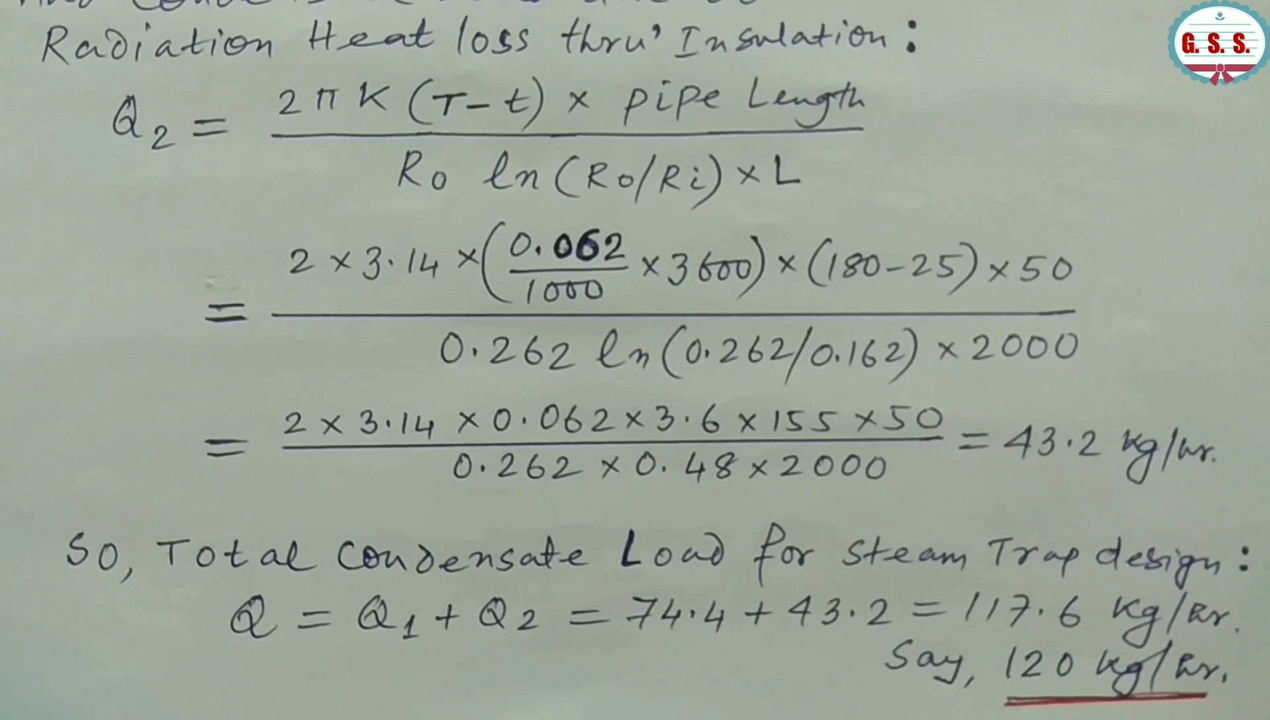 G. S. S.
Radiation Heat loss thru' Insulation :
Q2 = 2 π K (T-t) × pipe Length / Ro ln (Ro/Ri) × L
= 2 × 3.14 × (0.062/1000 × 3600) × (180-25) × 50 / 0.262 ln (0.262/0.162) × 2000
= 2 × 3.14 × 0.062 × 3.6 × 155 × 50 / 0.262 × 0.48 × 2000 = 43.2 kg/hr.
So, Total Condensate Load for Steam Trap design :
Q = Q1 + Q2 = 74.4 + 43.2 = 117.6 kg/hr.
Say, 120 kg/hr.